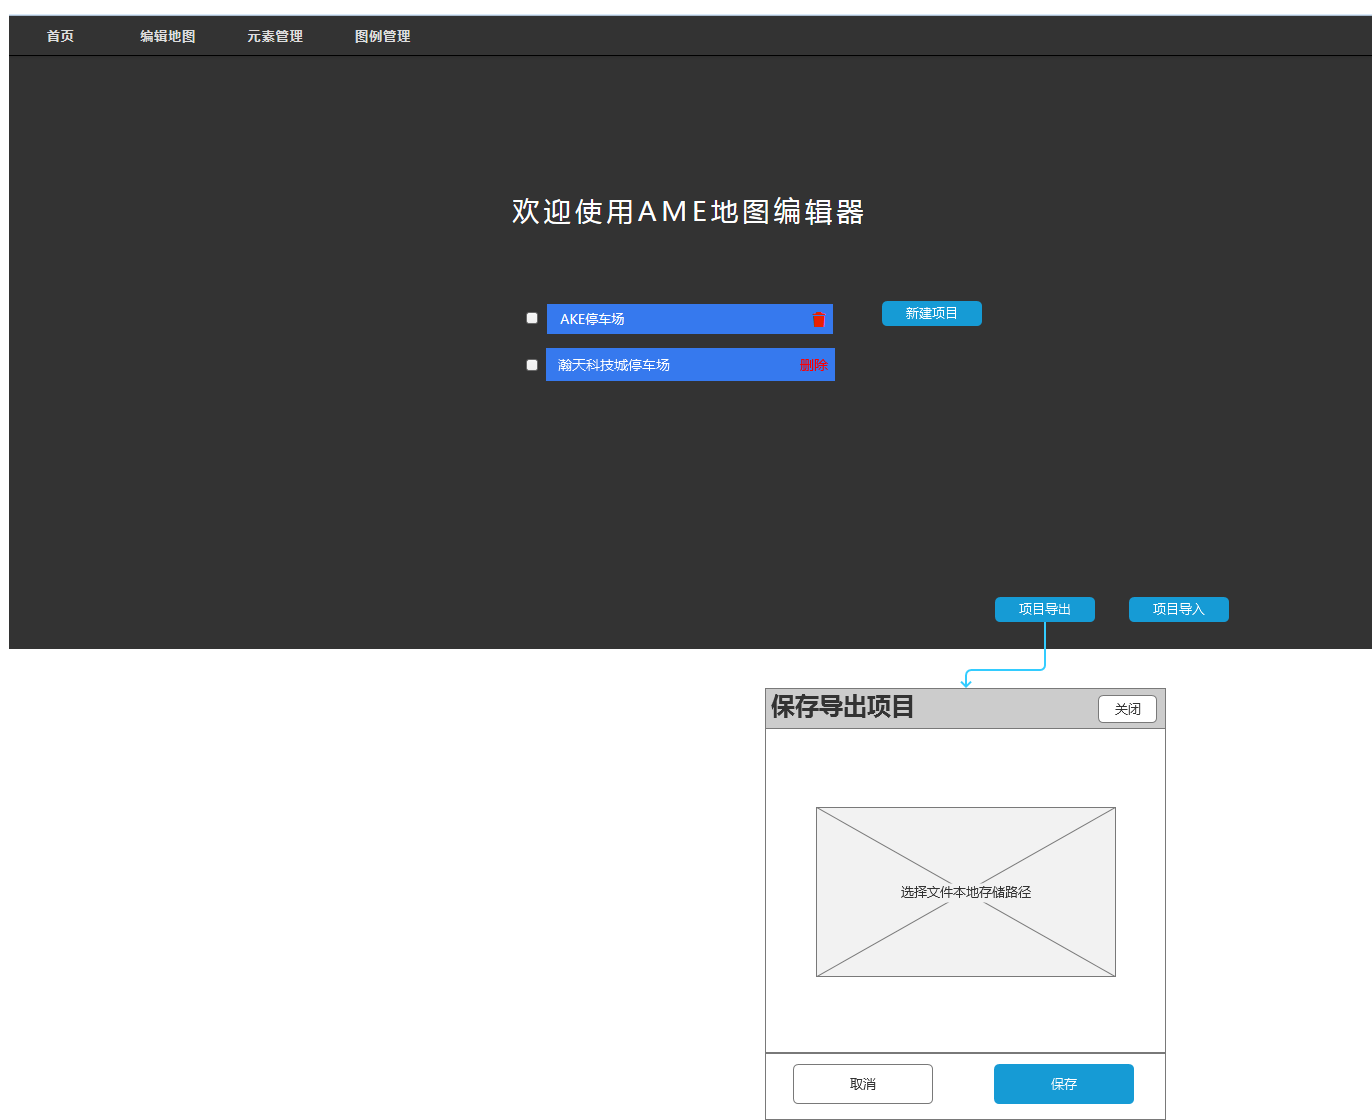 首页
编辑地图
元素管理
图例管理
欢迎使用AME地图编辑器
AKE停车场
新建项目
瀚天科技城停车场
删除
项目导出
项目导入
保存导出项目
关闭
选择文件本地存储路径
取消
保存